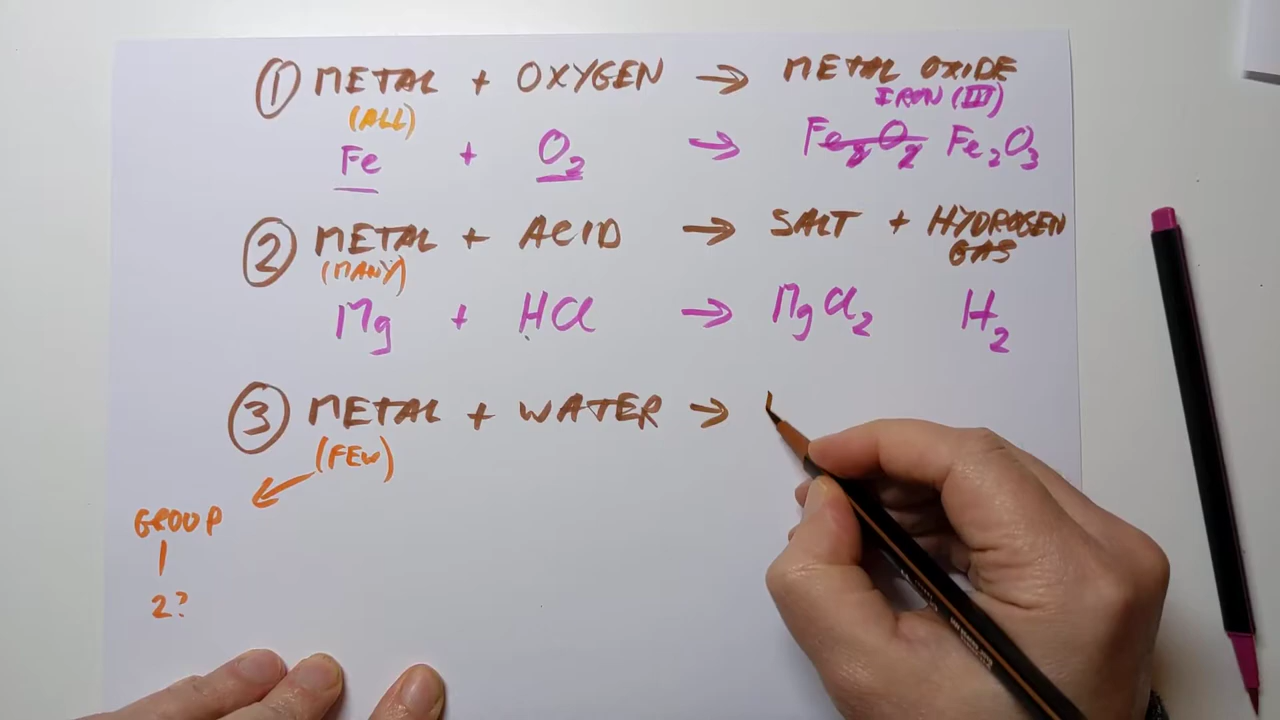 ① METAL + OXYGEN → METAL OXIDE
(ALL) IRON (III)
Fe + O₂ → Fe₂O₃
② METAL + ACID → SALT + HYDROGEN
(MANY) GAS
Mg + HCl → MgCl₂ H₂
③ METAL + WATER →
(FEW)
GROUP
1
2?